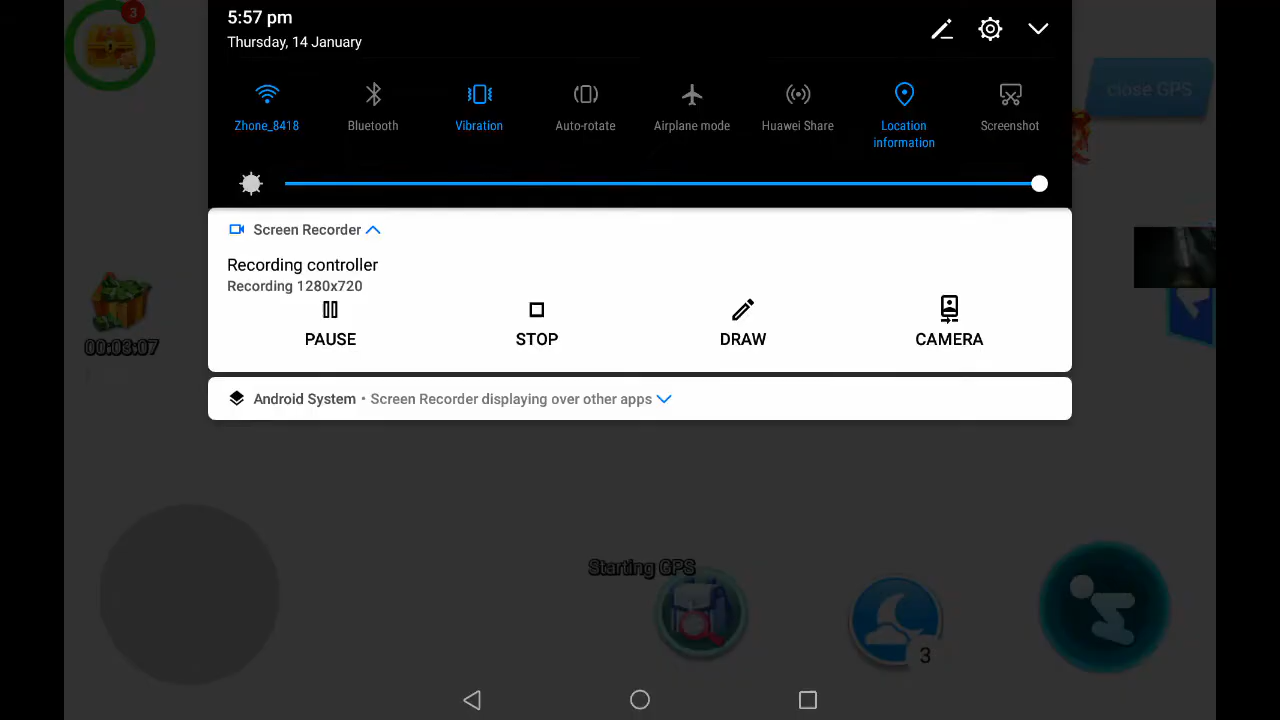 3
5:57 pm
Thursday, 14 January
close GPS
Zhone_8418
Bluetooth
Vibration
Auto-rotate
Airplane mode
Huawei Share
Location information
Screenshot
Screen Recorder
Recording controller
Recording 1280x720
PAUSE
STOP
DRAW
CAMERA
00:03:07
Android System • Screen Recorder displaying over other apps
Starting GPS
3